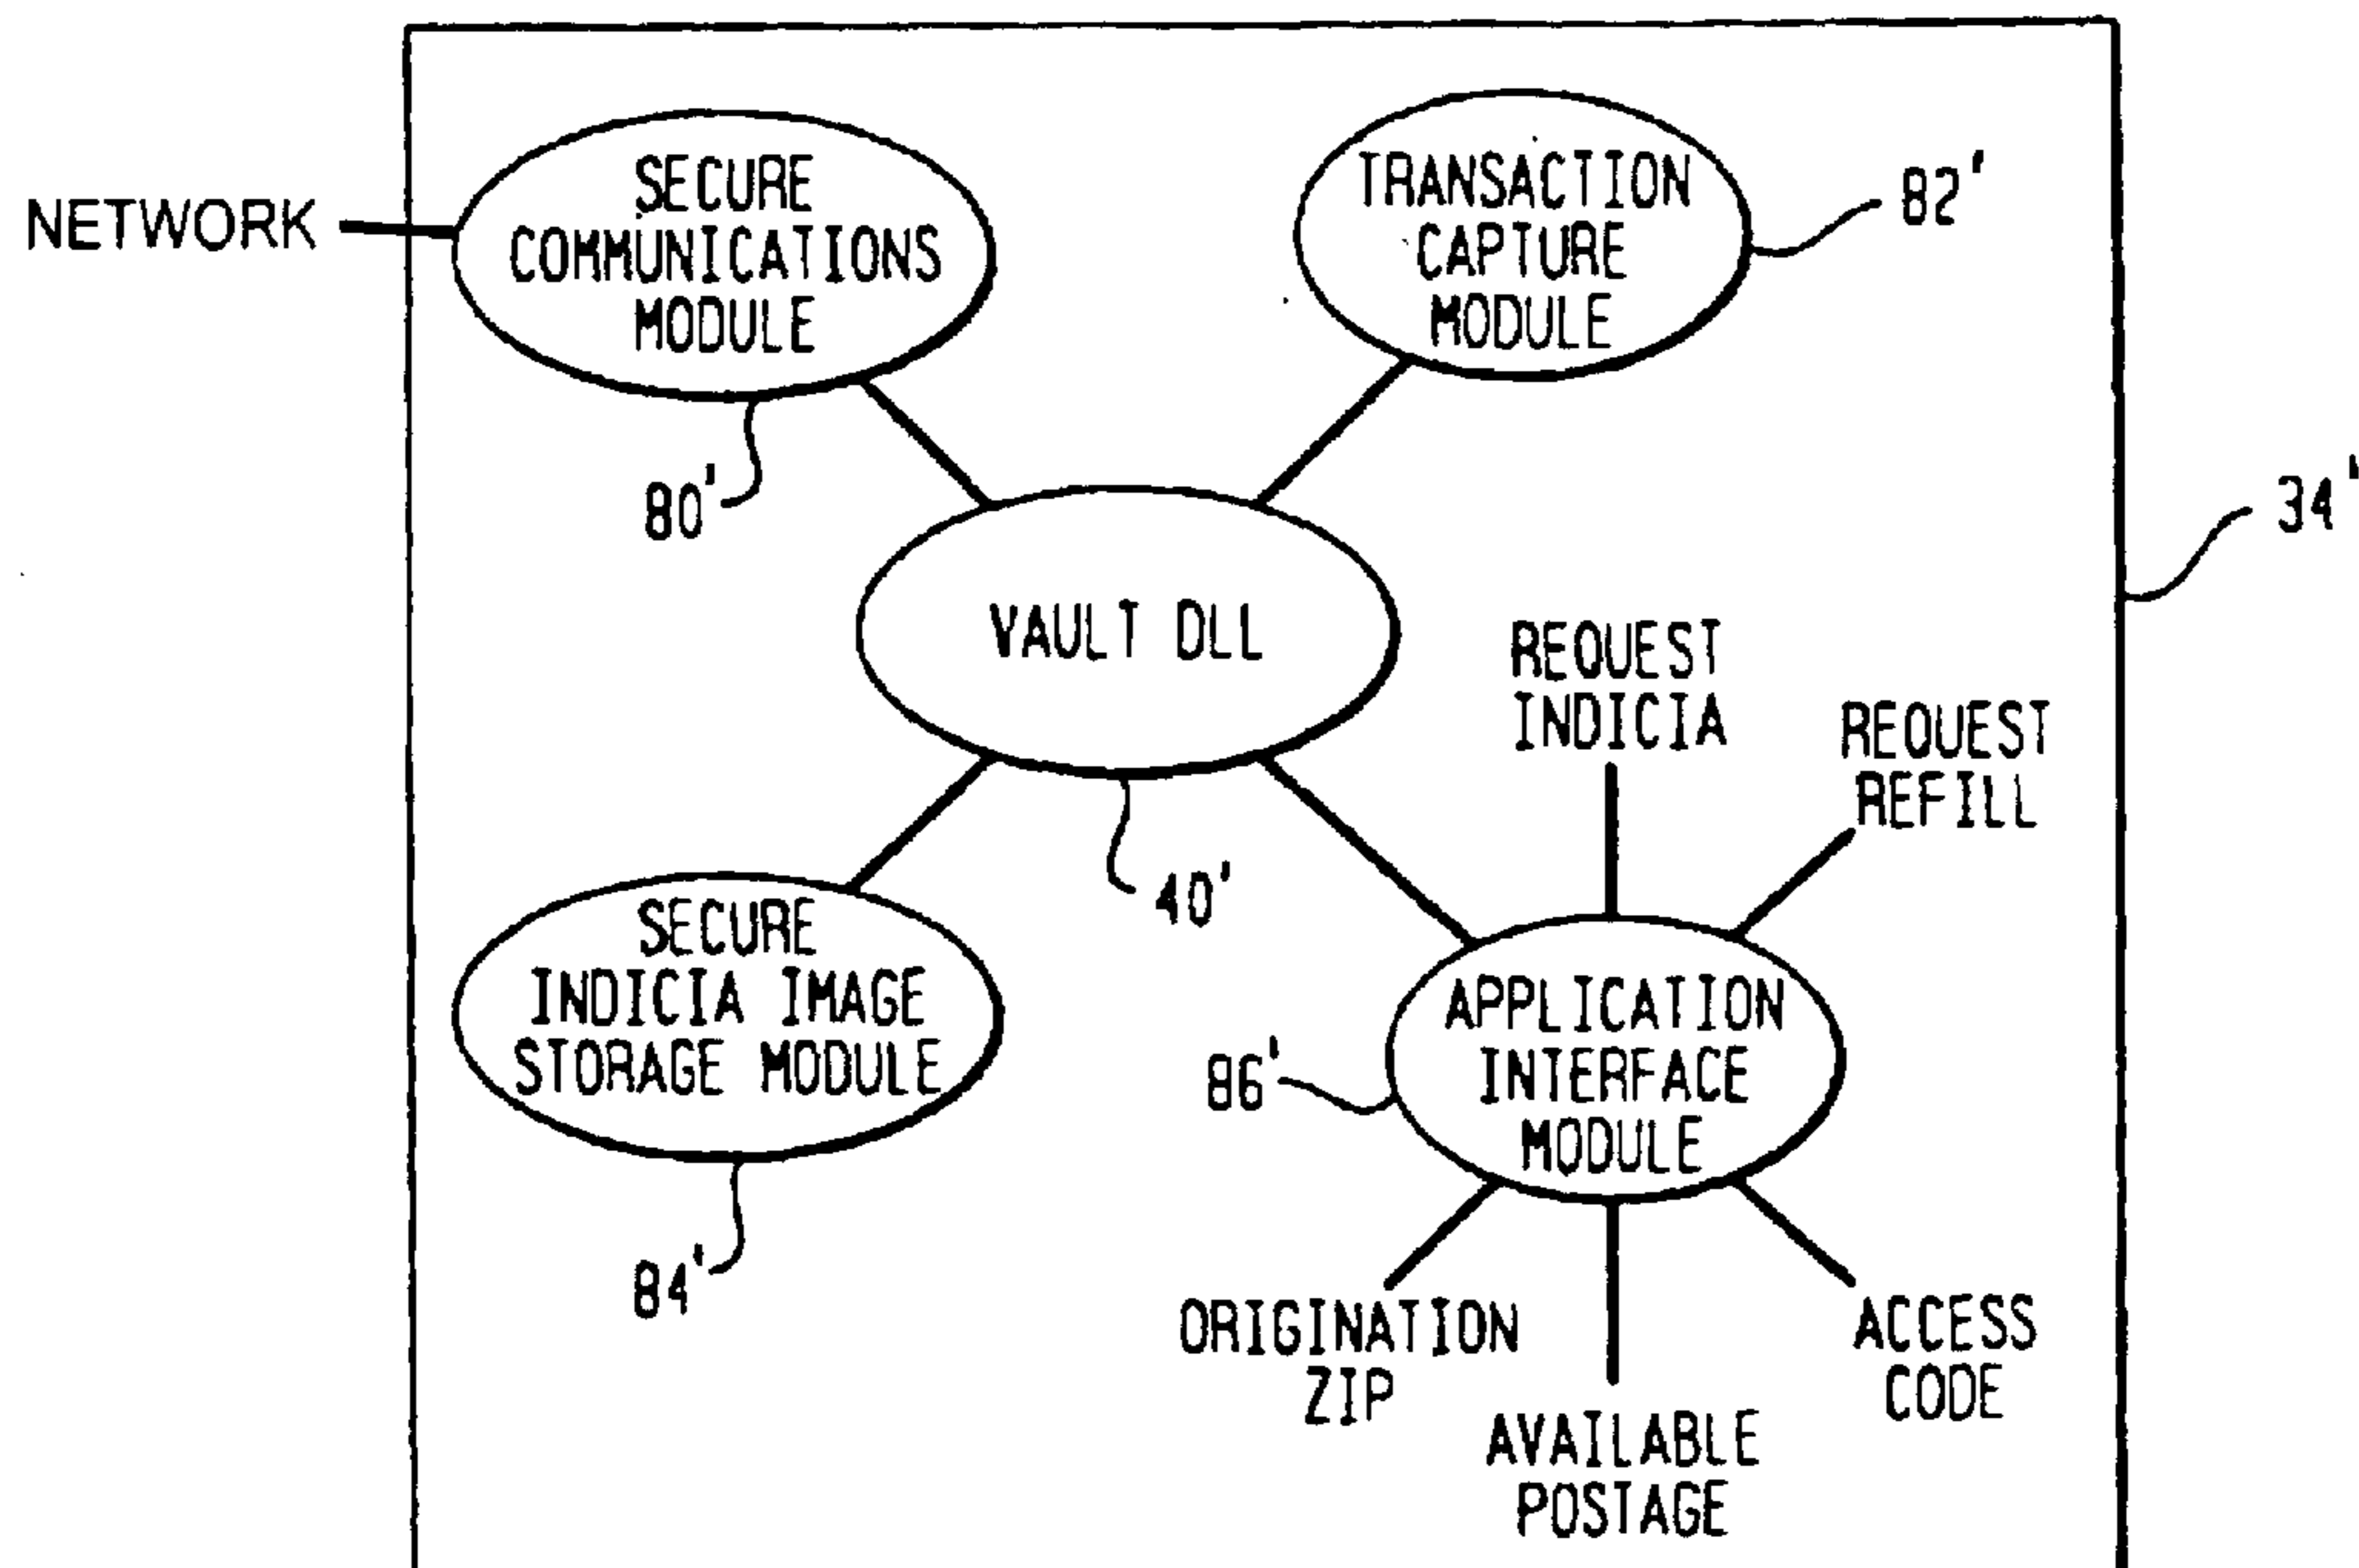 SECURE
COMMUNICATIONS
MODULE
TRANSACTION
CAPTURE
MODULE
82'
NETWORK
80'
34'
VAULT DLL
REQUEST
INDICIA
REQUEST
REFILL
40'
SECURE
INDICIA IMAGE
STORAGE MODULE
84'
86'
APPLICATION
INTERFACE
MODULE
ORIGINATION
ZIP
AVAILABLE
POSTAGE
ACCESS
CODE